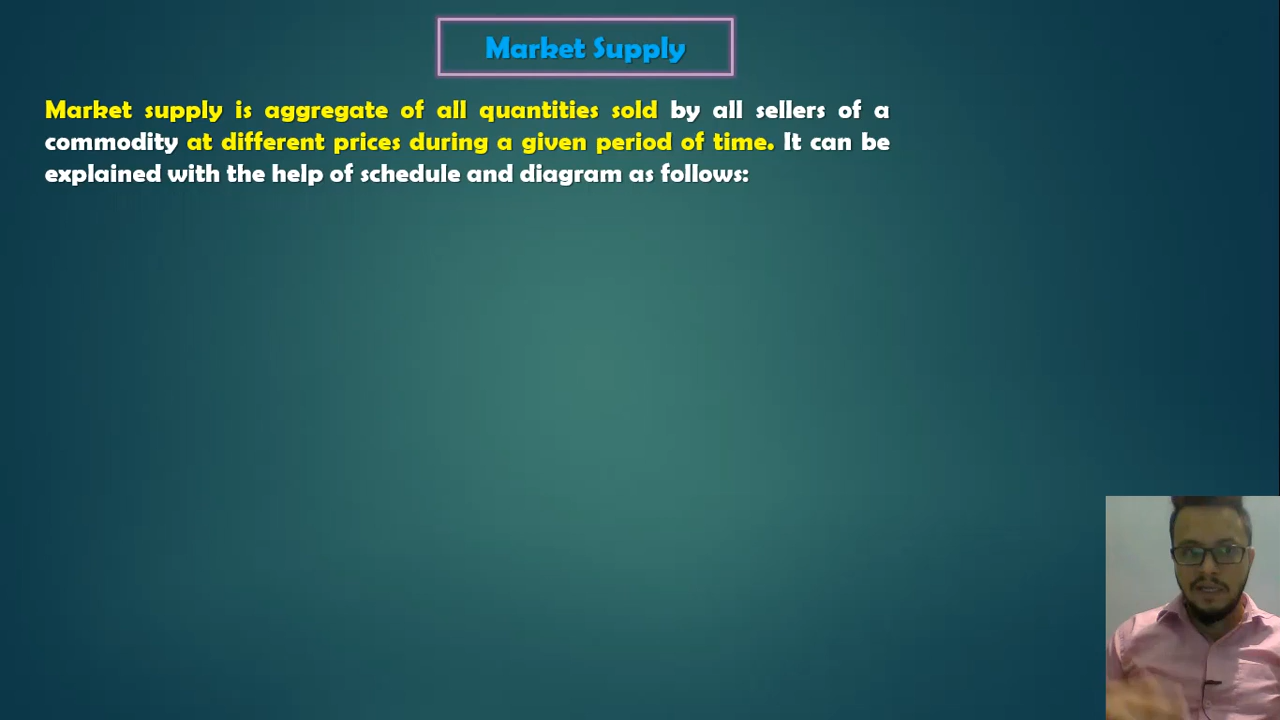 Market Supply
Market supply is aggregate of all quantities sold by all sellers of a
commodity at different prices during a given period of time. It can be
explained with the help of schedule and diagram as follows: